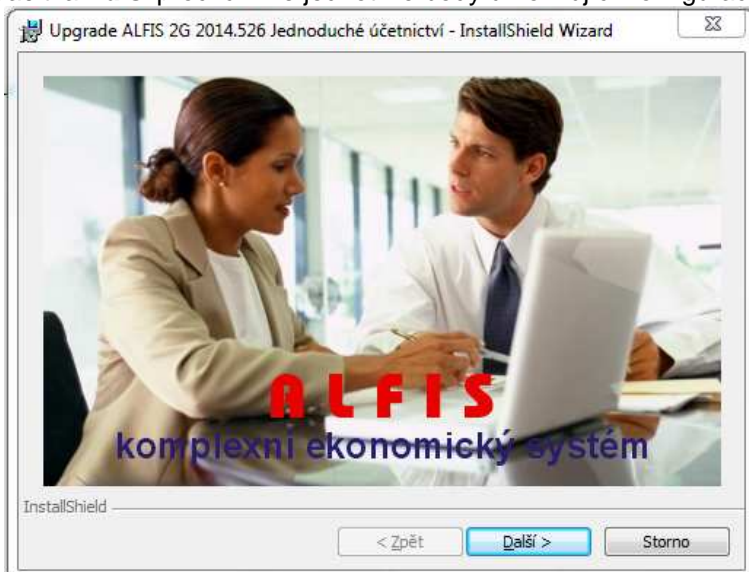 Upgrade ALFIS 2G 2014.526 Jednoduché účetnictví - InstallShield Wizard
ALFIS
komplexní ekonomický systém
InstallShield
< Zpět
Další >
Storno